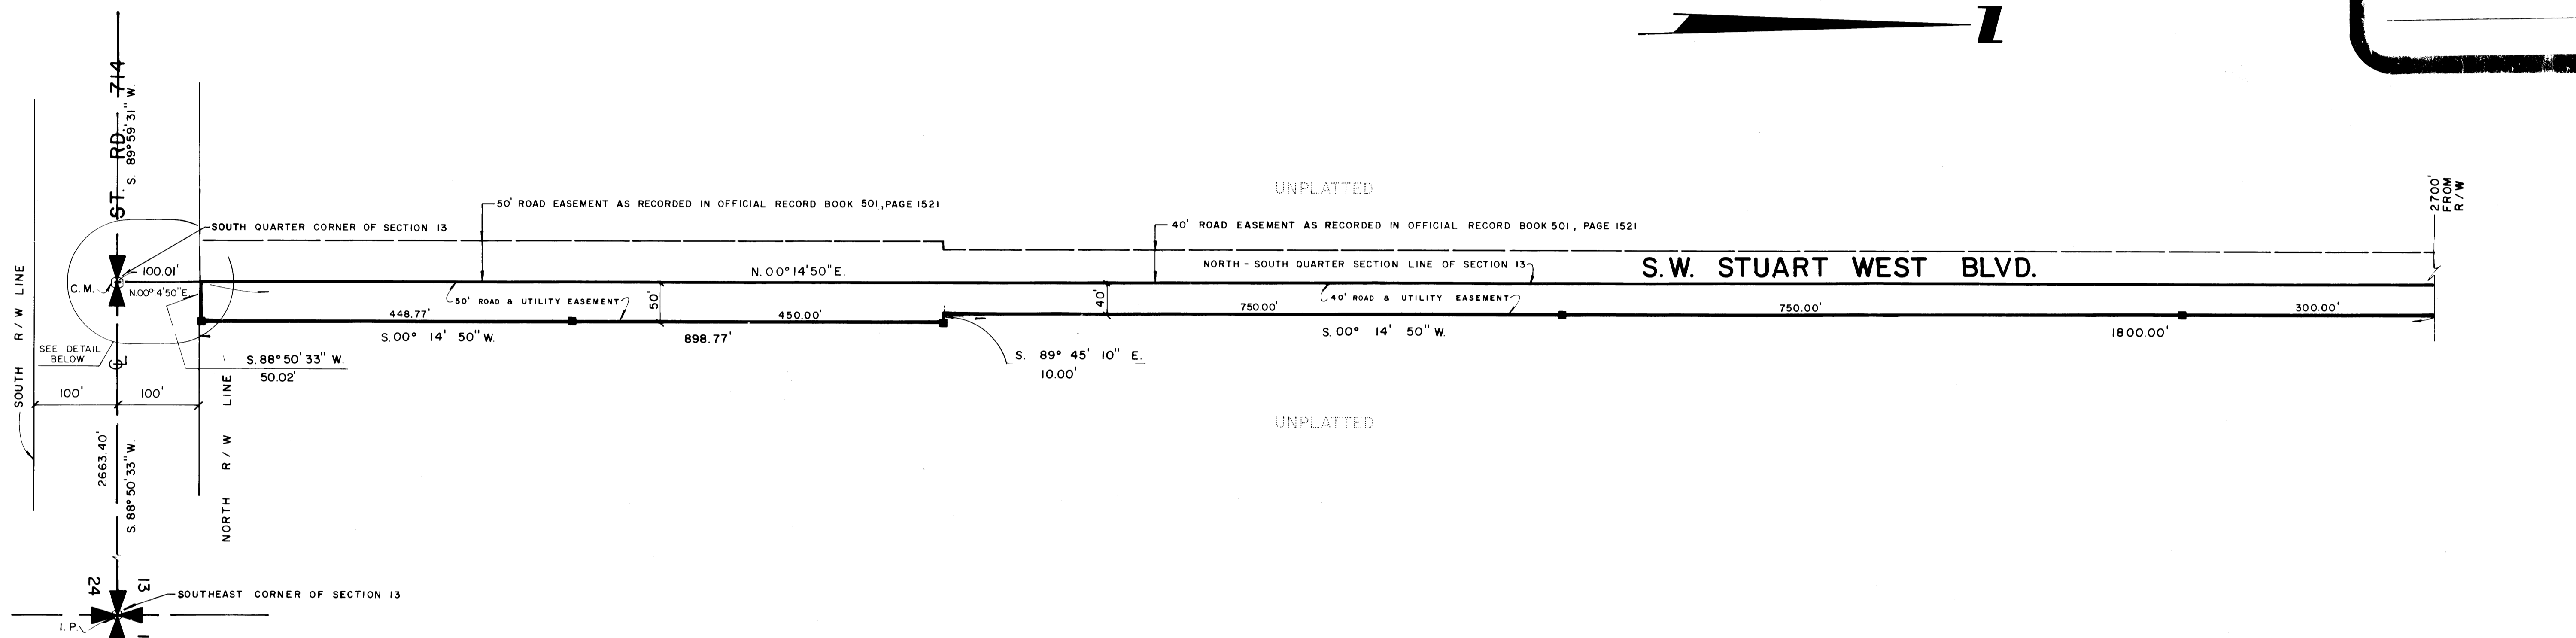 ST. RD. 714
S. 89°59'31" W.
50' ROAD EASEMENT AS RECORDED IN OFFICIAL RECORD BOOK 501, PAGE 1521
UNPLATTED
2700'
FROM
R/W
SOUTH QUARTER CORNER OF SECTION 13
40' ROAD EASEMENT AS RECORDED IN OFFICIAL RECORD BOOK 501, PAGE 1521
100.01'
N. 00°14'50" E.
NORTH - SOUTH QUARTER SECTION LINE OF SECTION 13
S.W. STUART WEST BLVD.
C.M.
N.00°14'50" E.
50' ROAD & UTILITY EASEMENT
50'
40' ROAD & UTILITY EASEMENT
40'
448.77'
450.00'
750.00'
750.00'
300.00'
S. 00° 14' 50" W.
898.77'
S. 00° 14' 50" W.
1800.00'
SEE DETAIL
BELOW
S. 88° 50' 33" W.
50.02'
S. 89° 45' 10" E.
10.00'
SOUTH R/W LINE
100'
100'
NORTH R/W LINE
UNPLATTED
2663.40'
S. 88° 50' 33" W.
24
13
SOUTHEAST CORNER OF SECTION 13
I.P.